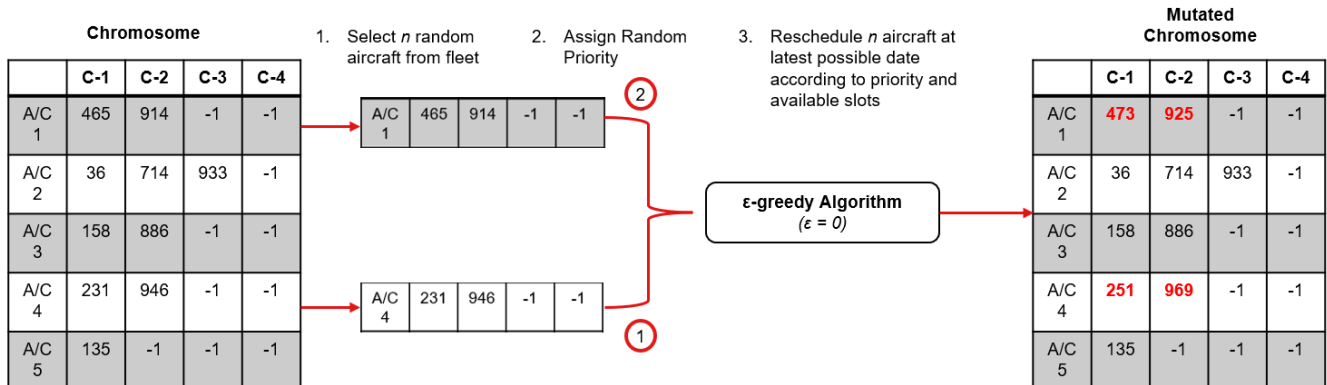 Chromosome
C-1 C-2 C-3 C-4
A/C 1 465 914 -1 -1
A/C 2 36 714 933 -1
A/C 3 158 886 -1 -1
A/C 4 231 946 -1 -1
A/C 5 135 -1 -1 -1
1. Select n random
aircraft from fleet
2. Assign Random
Priority
3. Reschedule n aircraft at
latest possible date
according to priority and
available slots
A/C 1 465 914 -1 -1
2
A/C 4 231 946 -1 -1
1
ε-greedy Algorithm
(ε = 0)
Mutated
Chromosome
C-1 C-2 C-3 C-4
A/C 1 473 925 -1 -1
A/C 2 36 714 933 -1
A/C 3 158 886 -1 -1
A/C 4 251 969 -1 -1
A/C 5 135 -1 -1 -1